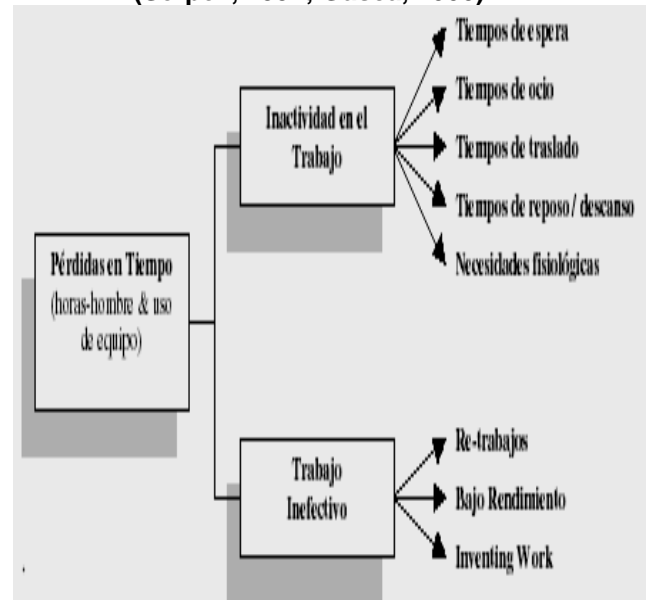 Tiempos de espera
Inactividad en el
Trabajo
Tiempos de ocio
Tiempos de traslado
Tiempos de reposo / descanso
Necesidades fisiológicas
Pérdidas en Tiempo
(horas-hombre & uso
de equipo)
Trabajo
Inefectivo
Re-trabajos
Bajo Rendimiento
Inventing Work